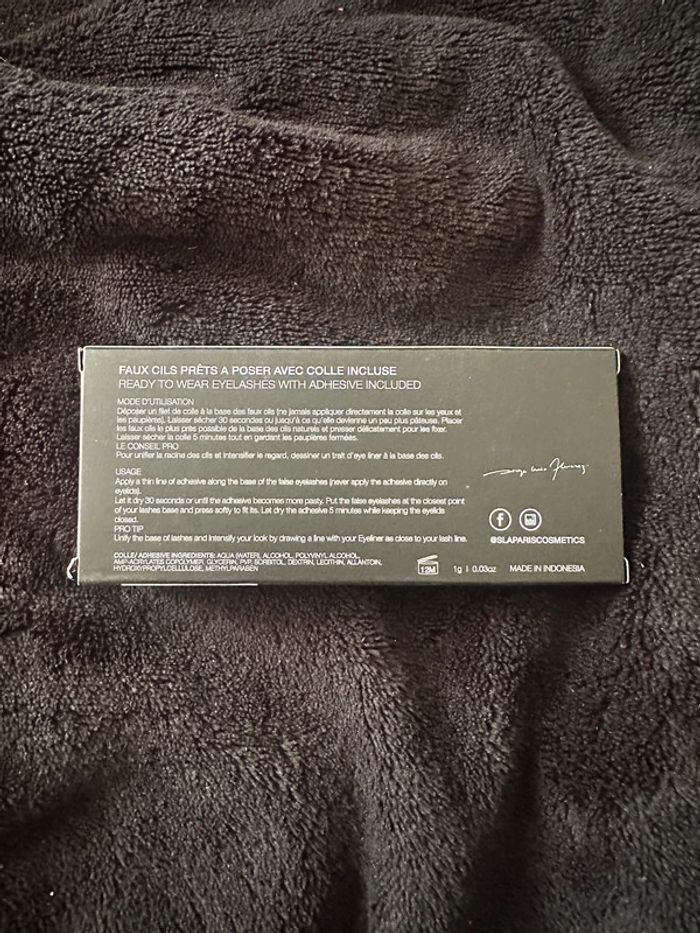 FAUX CILS PRÊTS A POSER AVEC COLLE INCLUSE
READY TO WEAR EYELASHES WITH ADHESIVE INCLUDED
MODE D'UTILISATION
Déposer un filet de colle à la base des faux cils (ne jamais appliquer directement la colle sur les yeux et
les paupières). Laisser sécher 30 secondes ou jusqu'à ce qu'elle devienne un peu plus pâteuse. Placer
les faux cils le plus près possible de la base des cils naturels et presser délicatement pour les fixer.
Laisser sécher la colle 5 minutes tout en gardant les paupières fermées.
LE CONSEIL PRO
Pour unifier la racine des cils et intensifier le regard, dessiner un trait d'eye liner à la base des cils.
USAGE
Apply a thin line of adhesive along the base of the false eyelashes (never apply the adhesive directly on
eyelids).
Let it dry 30 seconds or until the adhesive becomes more pasty. Put the false eyelashes at the closest point
of your lashes base and press softly to fit its. Let dry the adhesive 5 minutes while keeping the eyelids
closed.
PRO TIP
Unify the base of lashes and intensify your look by drawing a line with your Eyeliner as close to your lash line.
COLLE/ ADHESIVE INGREDIENTS: AQUA (WATER), ALCOHOL, POLYVINYL ALCOHOL,
AMP-ACRYLATES COPOLYMER, GLYCERIN, PVP, SORBITOL, DEXTRIN, LECITHIN, ALLANTOIN,
HYDROXYPROPYLCELLULOSE, METHYLPARABEN
12M
1g | 0.03oz
MADE IN INDONESIA
@SLAPARISCOSMETICS